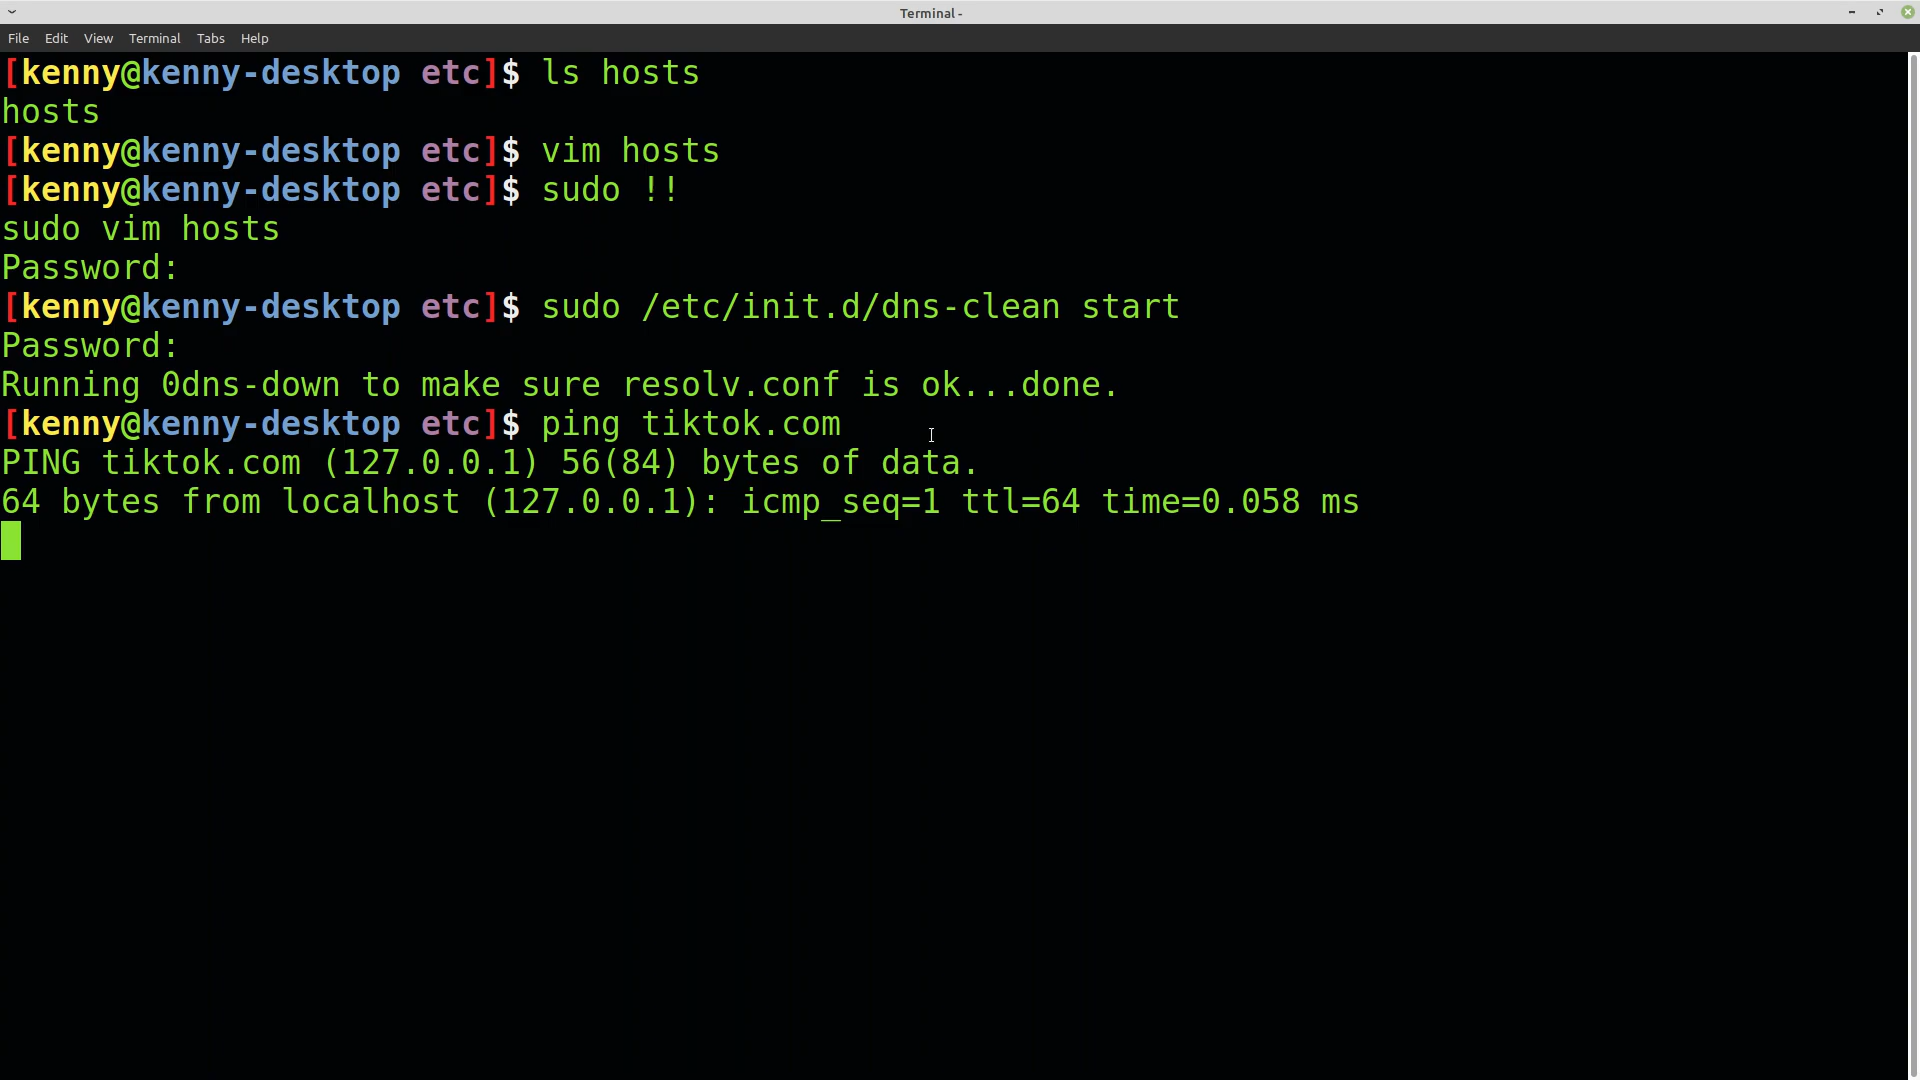 Terminal -
File Edit View Terminal Tabs Help
[kenny@kenny-desktop etc]$ ls hosts
hosts
[kenny@kenny-desktop etc]$ vim hosts
[kenny@kenny-desktop etc]$ sudo !!
sudo vim hosts
Password:
[kenny@kenny-desktop etc]$ sudo /etc/init.d/dns-clean start
Password:
Running 0dns-down to make sure resolv.conf is ok...done.
[kenny@kenny-desktop etc]$ ping tiktok.com
PING tiktok.com (127.0.0.1) 56(84) bytes of data.
64 bytes from localhost (127.0.0.1): icmp_seq=1 ttl=64 time=0.058 ms